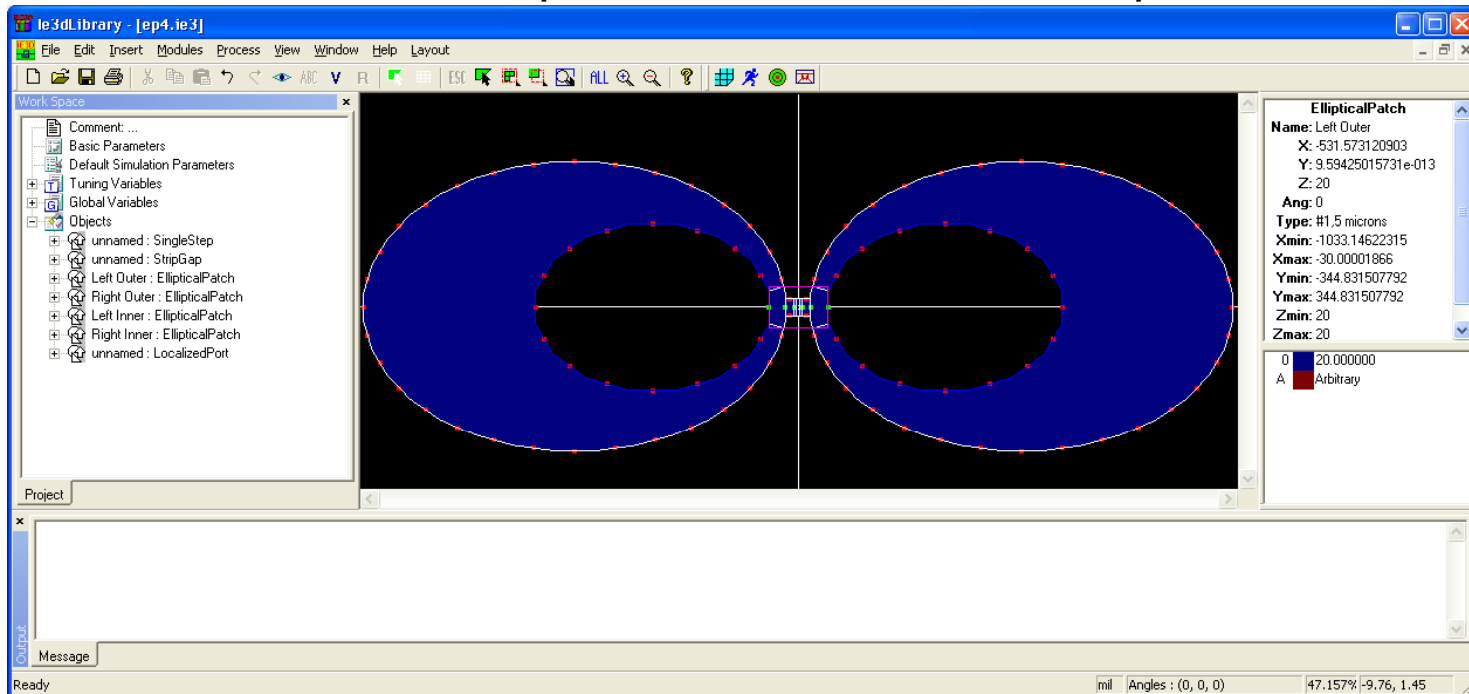 Ie3dLibrary - [ep4.ie3]
File Edit Insert Modules Process View Window Help Layout
ABC V R ESC ALL
Work Space
Comment: ...
Basic Parameters
Default Simulation Parameters
T Tuning Variables
G Global Variables
Objects
unnamed : SingleStep
unnamed : StripGap
Left Outer : EllipticalPatch
Right Outer : EllipticalPatch
Left Inner : EllipticalPatch
Right Inner : EllipticalPatch
unnamed : LocalizedPort
Project
EllipticalPatch
Name: Left Outer
X: -531.573120903
Y: 9.59425015731e-013
Z: 20
Ang: 0
Type: #1,5 microns
Xmin: -1033.14622315
Xmax: -30.00001866
Ymin: -344.831507792
Ymax: 344.831507792
Zmin: 20
Zmax: 20
0 20.000000
A Arbitrary
Output
Message
Ready mil Angles : (0, 0, 0) 47.157% -9.76, 1.45